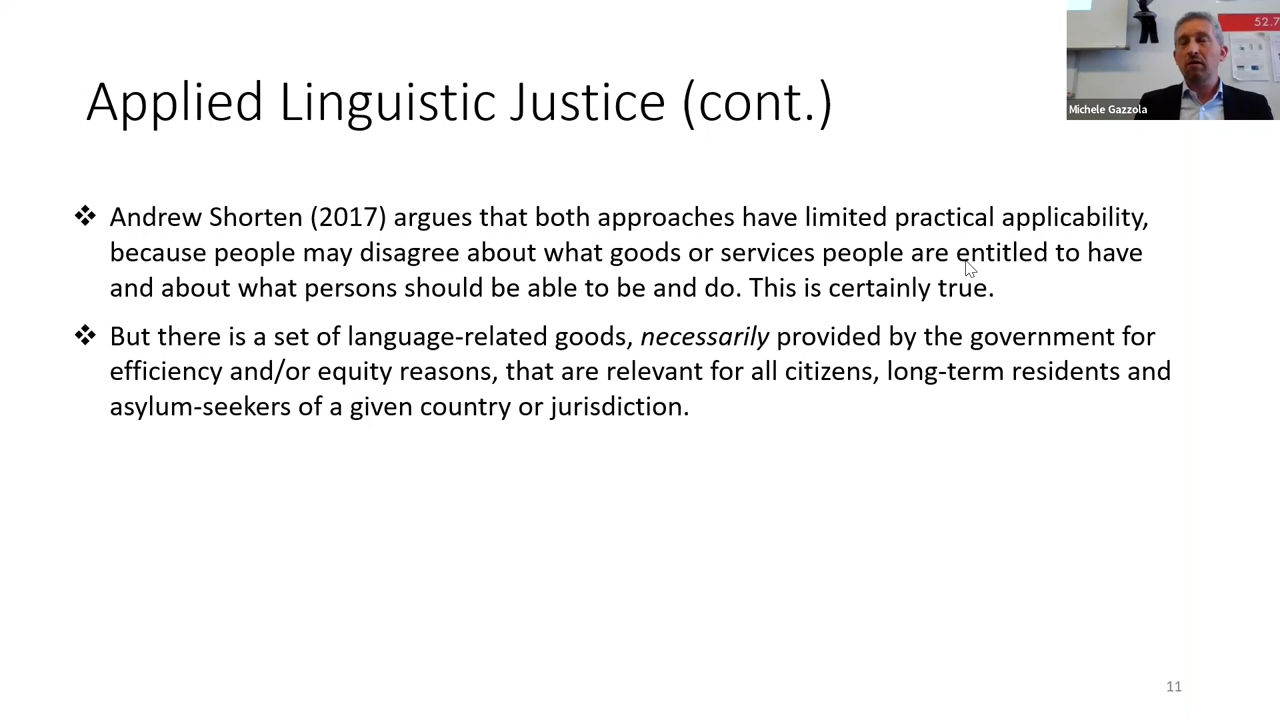 Applied Linguistic Justice (cont.)
52.7
Michele Gazzola
❖ Andrew Shorten (2017) argues that both approaches have limited practical applicability,
because people may disagree about what goods or services people are entitled to have
and about what persons should be able to be and do. This is certainly true.
❖ But there is a set of language-related goods, necessarily provided by the government for
efficiency and/or equity reasons, that are relevant for all citizens, long-term residents and
asylum-seekers of a given country or jurisdiction.
11